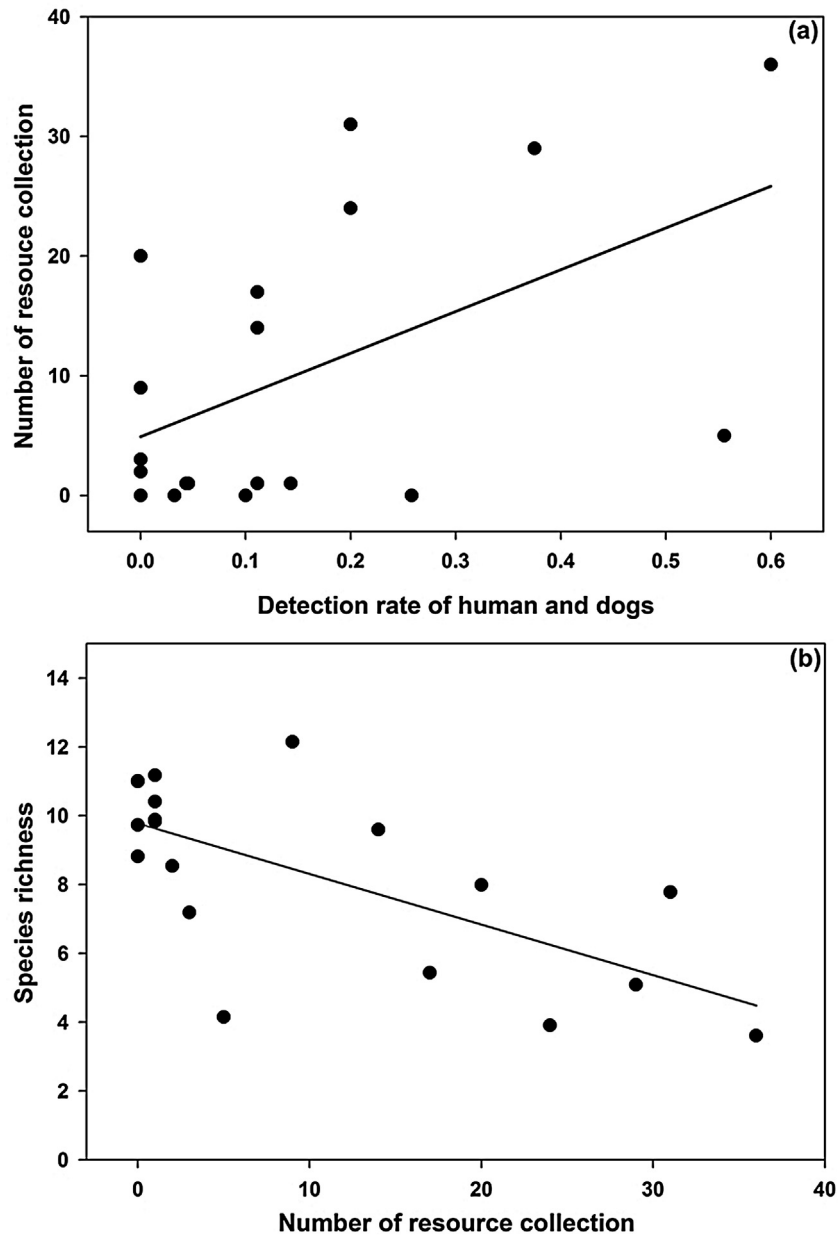 (a)
40
30
20
10
0
Number of resouce collection
0.0 0.1 0.2 0.3 0.4 0.5 0.6
Detection rate of human and dogs
(b)
14
12
10
8
6
4
2
0
Species richness
0 10 20 30 40
Number of resource collection